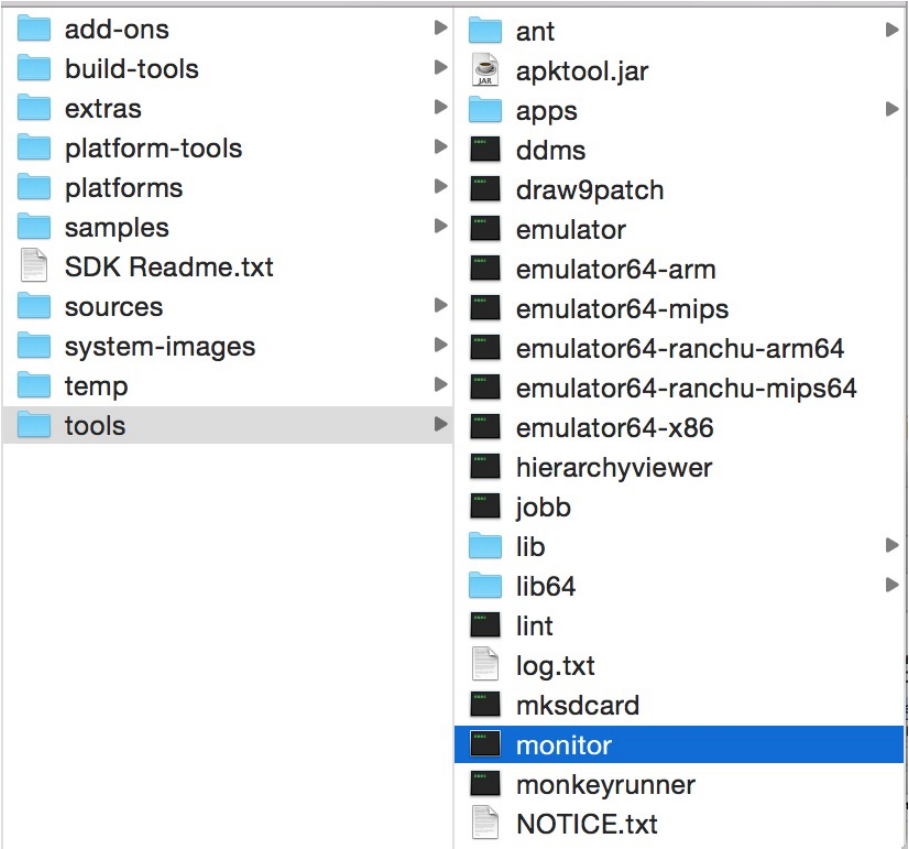 add-ons
build-tools
extras
platform-tools
platforms
samples
SDK Readme.txt
sources
system-images
temp
tools
ant
JAR
apktool.jar
apps
ddms
draw9patch
emulator
emulator64-arm
emulator64-mips
emulator64-ranchu-arm64
emulator64-ranchu-mips64
emulator64-x86
hierarchyviewer
jobb
lib
lib64
lint
log.txt
mksdcard
monitor
monkeyrunner
NOTICE.txt